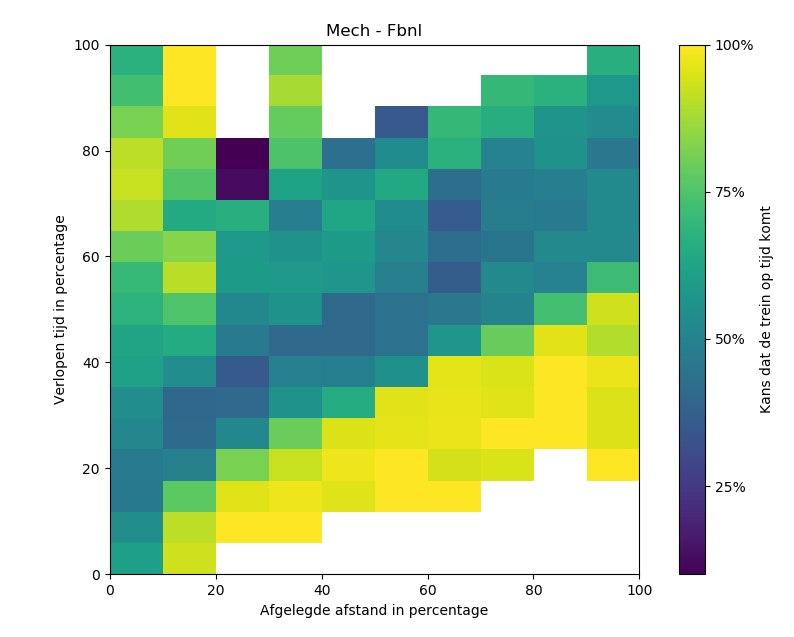 Mech - Fbnl
100
80
60
40
20
0
0 20 40 60 80 100
Verlopen tijd in percentage
Afgelegde afstand in percentage
100%
75%
50%
25%
Kans dat de trein op tijd komt